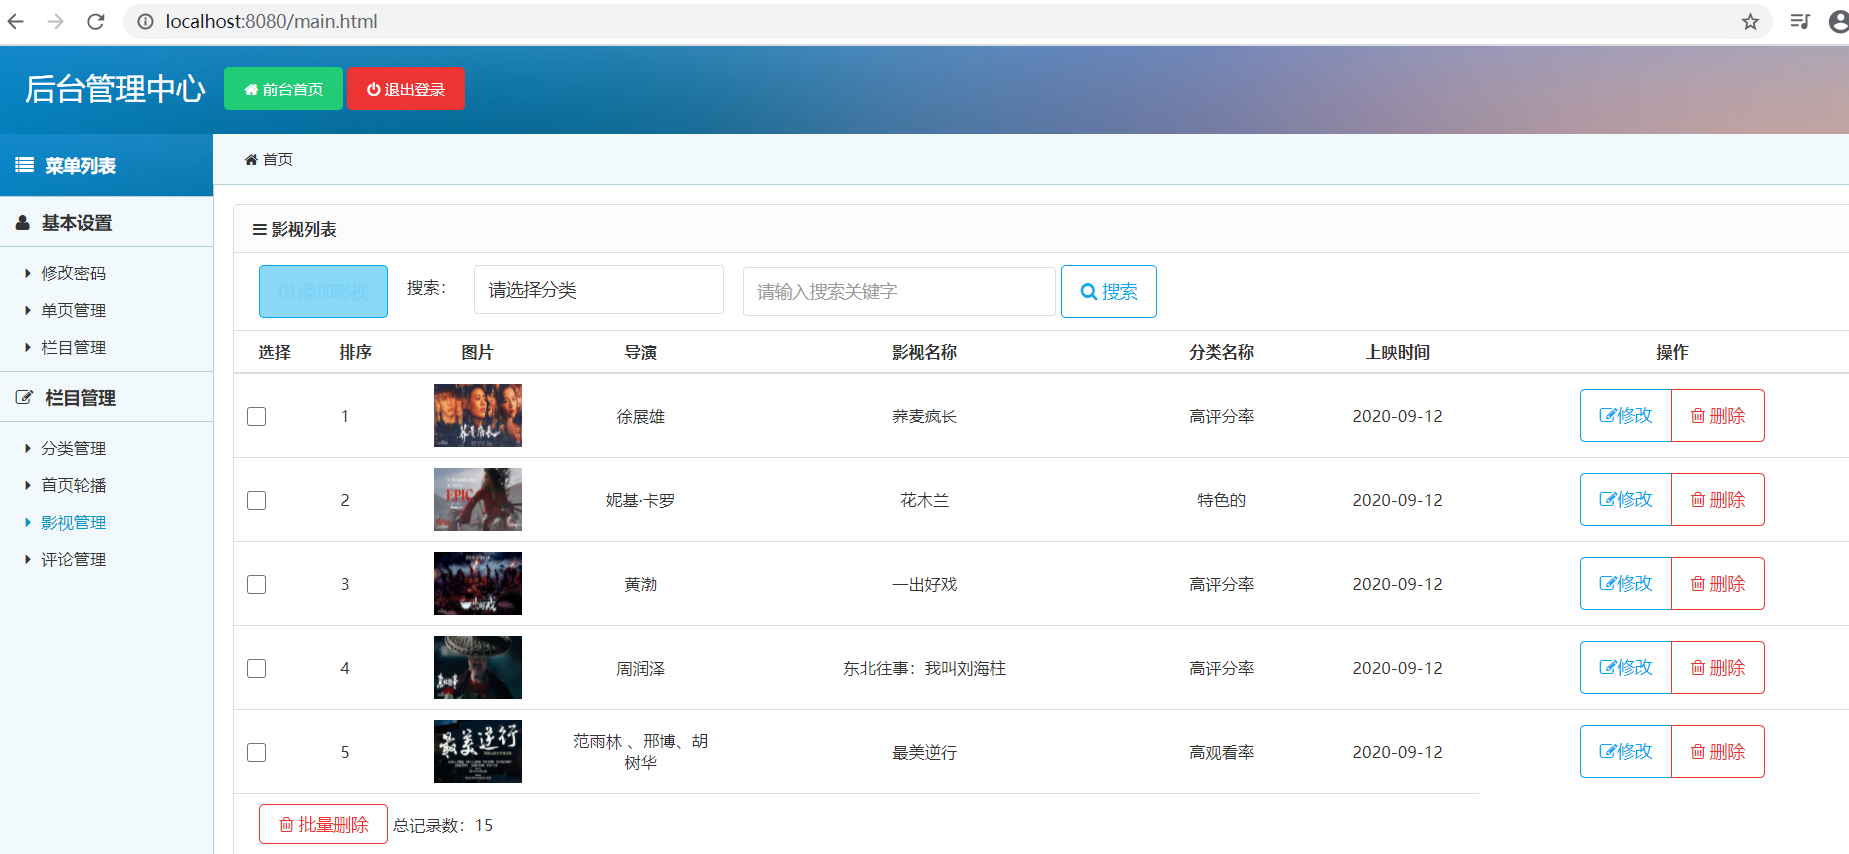 localhost:8080/main.html
后台管理中心 前台首页 退出登录
菜单列表
首页
基本设置
修改密码
单页管理
栏目管理
栏目管理
分类管理
首页轮播
影视管理
评论管理
影视列表
添加影视 搜索： 请选择分类 请输入搜索关键字 搜索
选择 排序 图片 导演 影视名称 分类名称 上映时间 操作
1 徐展雄 荞麦疯长 高评分率 2020-09-12 修改 删除
EPIC
2 妮基·卡罗 花木兰 特色的 2020-09-12 修改 删除
3 黄渤 一出好戏 高评分率 2020-09-12 修改 删除
4 周润泽 东北往事：我叫刘海柱 高评分率 2020-09-12 修改 删除
最美逆行
5 范雨林 、邢博、胡
树华 最美逆行 高观看率 2020-09-12 修改 删除
批量删除 总记录数：15